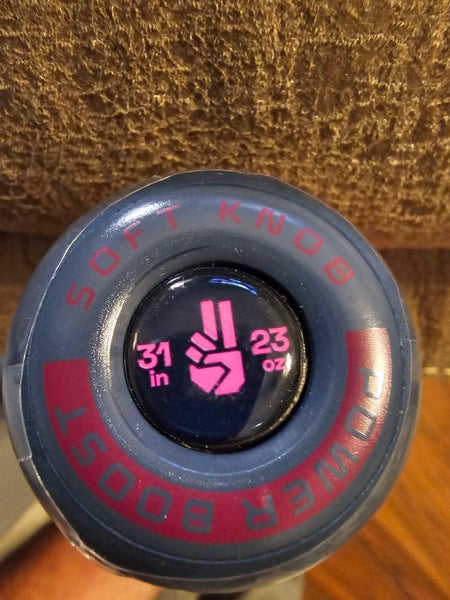 SOFT KNOB
31
in
23
oz
POWER BOOST